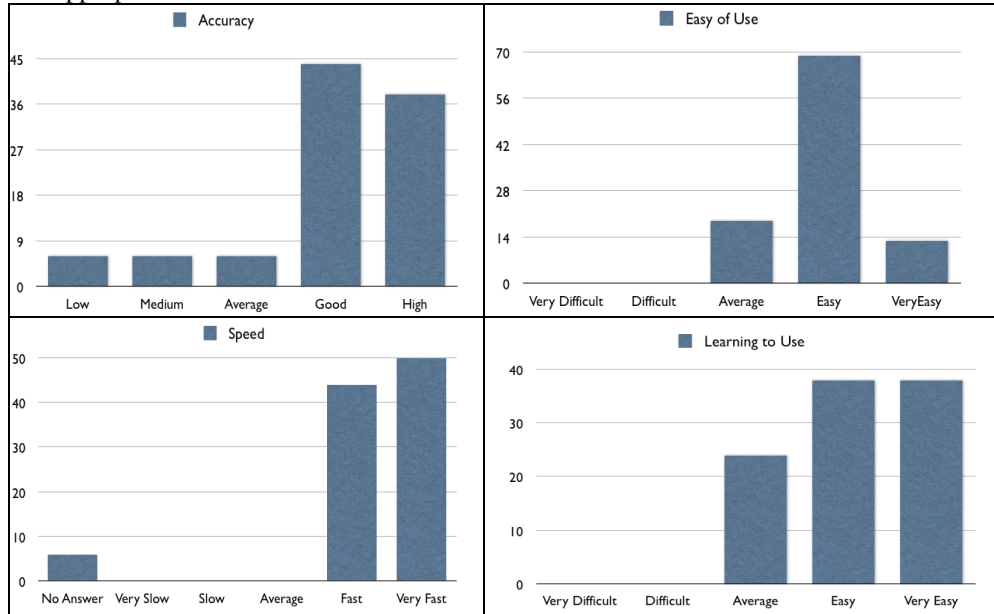 Accuracy
45
36
27
18
9
0
Low Medium Average Good High
Easy of Use
70
56
42
28
14
0
Very Difficult Difficult Average Easy VeryEasy
Speed
50
40
30
20
10
0
No Answer Very Slow Slow Average Fast Very Fast
Learning to Use
40
30
20
10
0
Very Difficult Difficult Average Easy Very Easy